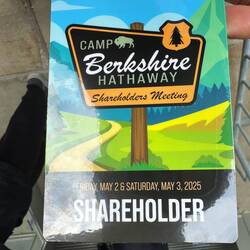 CAMP
Berkshire
HATHAWAY
Shareholders Meeting
FRIDAY, MAY 2 & SATURDAY, MAY 3, 2025
SHAREHOLDER